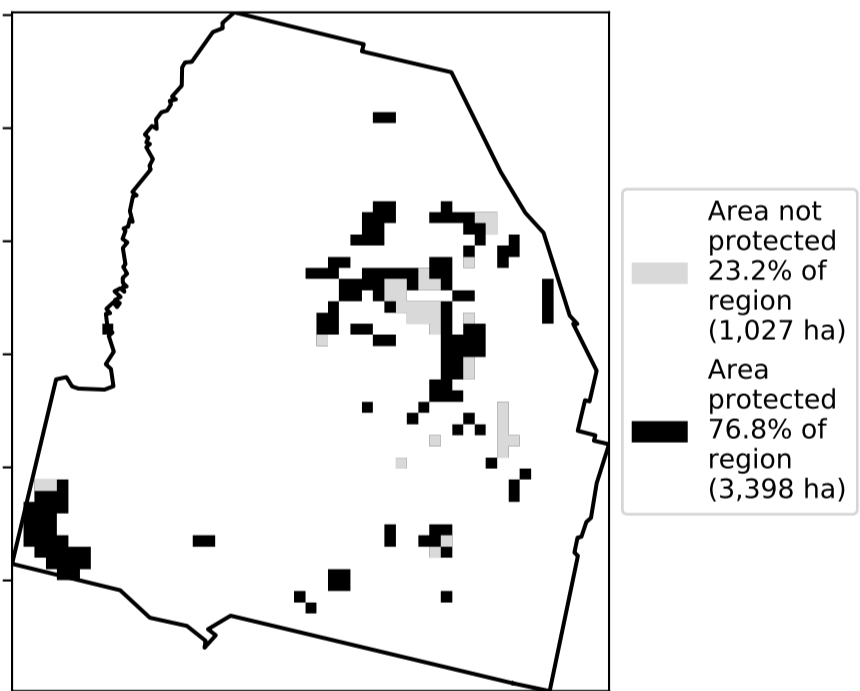 Area not
protected
23.2% of
region
(1,027 ha)
Area
protected
76.8% of
region
(3,398 ha)